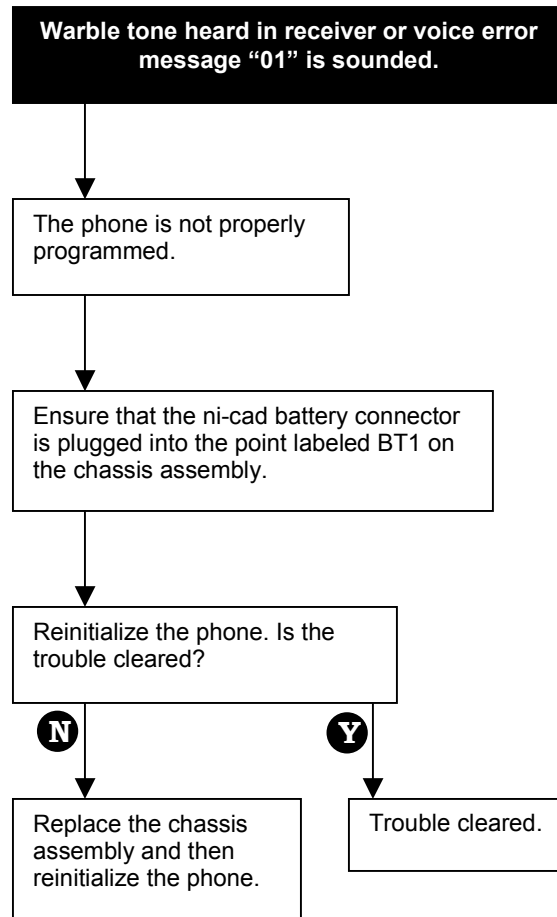 Warble tone heard in receiver or voice error
message “01” is sounded.
The phone is not properly
programmed.
Ensure that the ni-cad battery connector
is plugged into the point labeled BT1 on
the chassis assembly.
Reinitialize the phone. Is the
trouble cleared?
N
Y
Replace the chassis
assembly and then
reinitialize the phone.
Trouble cleared.